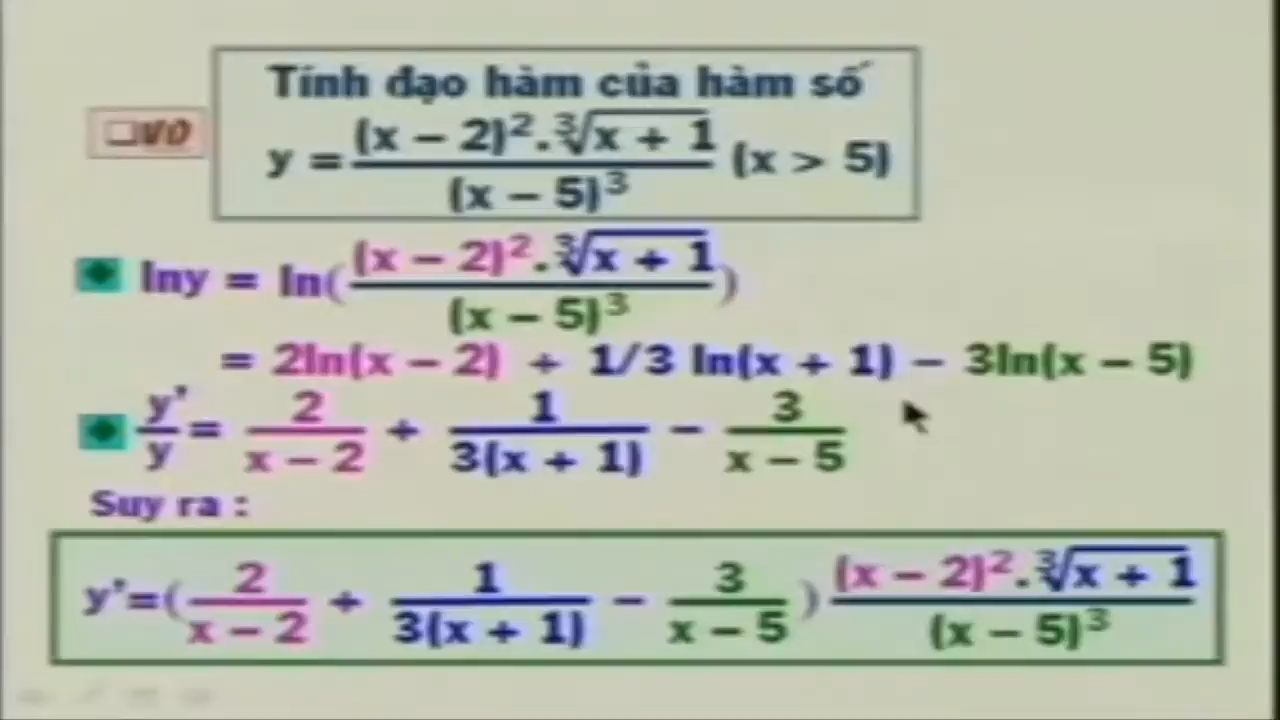 Tính đạo hàm của hàm số
❑VD
y = (x − 2)².∛(x + 1) / (x − 5)³ (x > 5)
lny = ln( (x − 2)².∛(x + 1) / (x − 5)³ )
= 2ln(x − 2) + 1/3 ln(x + 1) − 3ln(x − 5)
y'/y = 2/(x − 2) + 1/(3(x + 1)) − 3/(x − 5)
Suy ra :
y'=( 2/(x − 2) + 1/(3(x + 1)) − 3/(x − 5) ) (x − 2)².∛(x + 1) / (x − 5)³